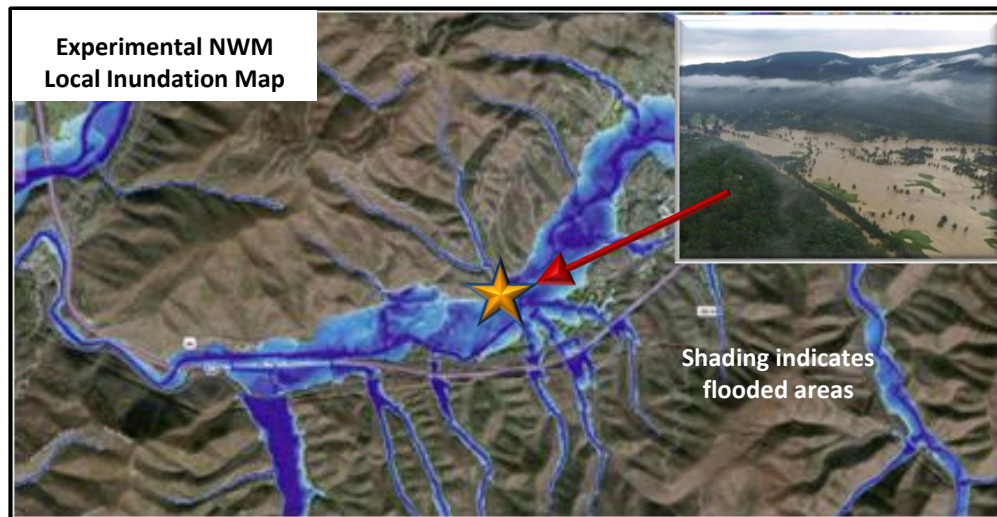 Experimental NWM
Local Inundation Map
Shading indicates
flooded areas